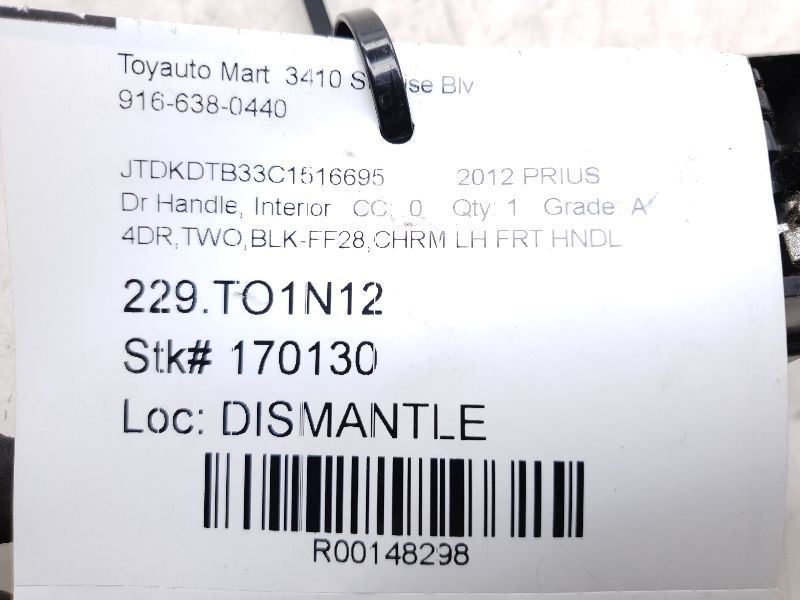 Toyauto Mart 3410 Blv
916-638-0440
JTDKDTB33C1516695 2012 PRIUS
Dr Handle, Interior CC: 0 Qty: 1 Grade: A
4DR,TWO,BLK-FF28,CHRM LH FRT HNDL
229.TO1N12
Stk# 170130
Loc: DISMANTLE
R00148298